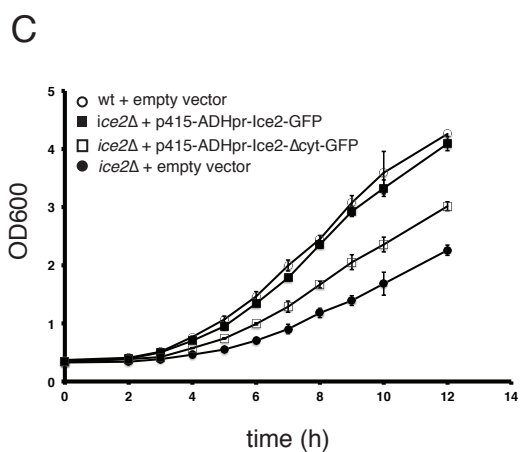 C
5
○ wt + empty vector
■ ice2Δ + p415-ADHpr-Ice2-GFP
□ ice2Δ + p415-ADHpr-Ice2-Δcyt-GFP
● ice2Δ + empty vector
4
3
2
1
0
OD600
0 2 4 6 8 10 12 14
time (h)